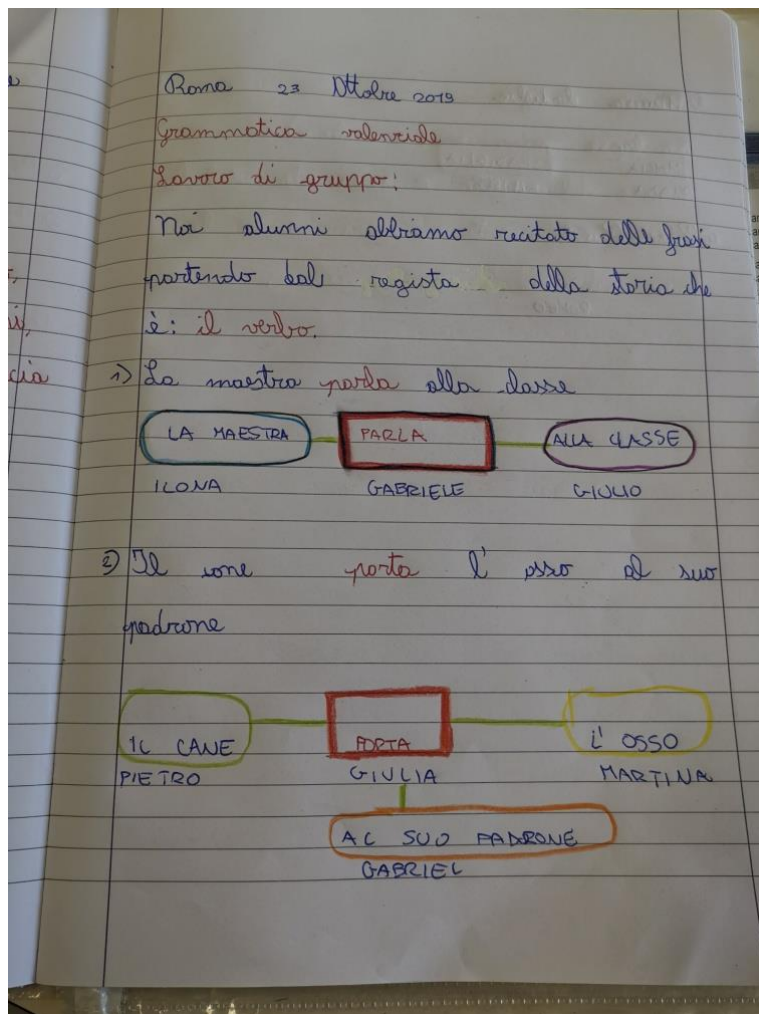 Roma 23 Ottobre 2019
Grammatica valenziale
Lavoro di gruppo:
Noi alunni abbiamo recitato delle frasi
partendo dal regista della storia che
è: il verbo.
1) La maestra parla alla classe
LA MAESTRA PARLA ALLA CLASSE
ILONA GABRIELE GIULIO
2) Il cane porta l' osso al suo
padrone
IL CANE PORTA L' OSSO
PIETRO GIULIA MARTINA
AL SUO PADRONE
GABRIEL
cia